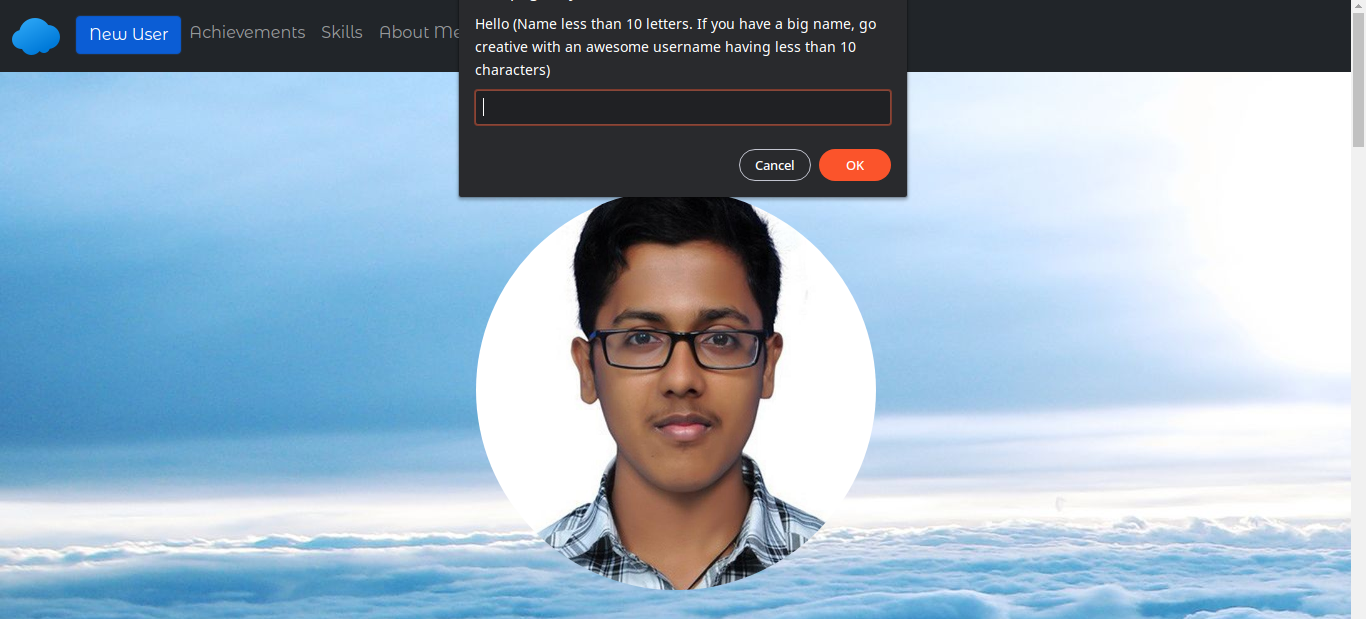 New User Achievements Skills About Me
Hello (Name less than 10 letters. If you have a big name, go
creative with an awesome username having less than 10
characters)
Cancel OK